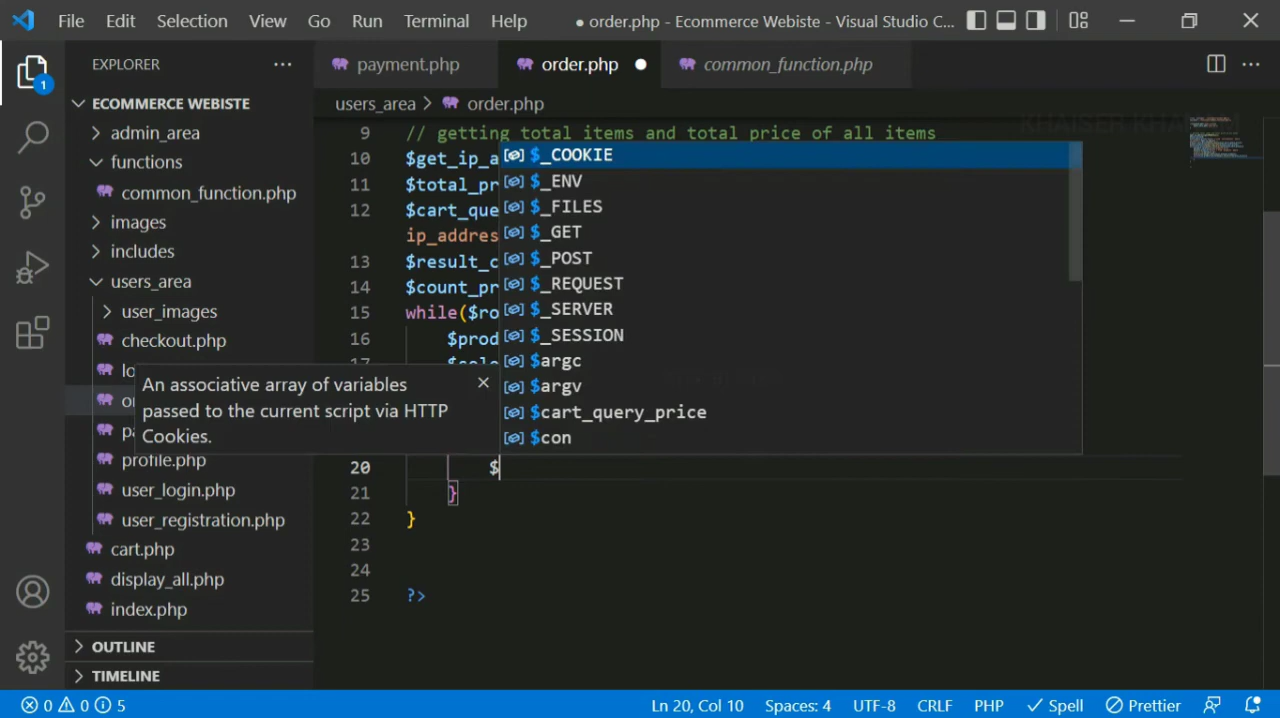 File Edit Selection View Go Run Terminal Help ● order.php - Ecommerce Webiste - Visual Studio C...
EXPLORER ...
payment.php order.php ● common_function.php
ECOMMERCE WEBISTE
users_area > order.php
admin_area
functions
common_function.php
images
includes
users_area
user_images
checkout.php
lo
or
pa
profile.php
user_login.php
user_registration.php
cart.php
display_all.php
index.php
OUTLINE
TIMELINE
1
9 // getting total items and total price of all items
10 $get_ip_a
11 $total_pr
12 $cart_que
ip_addres
13 $result_c
14 $count_pr
15 while($ro
16 $prod
17
20 $
21 }
22 }
23
24
25 ?>
$_COOKIE
$_ENV
$_FILES
$_GET
$_POST
$_REQUEST
$_SERVER
$_SESSION
$argc
$argv
$cart_query_price
$con
An associative array of variables
passed to the current script via HTTP
Cookies.
0 0 5 Ln 20, Col 10 Spaces: 4 UTF-8 CRLF PHP Spell Prettier